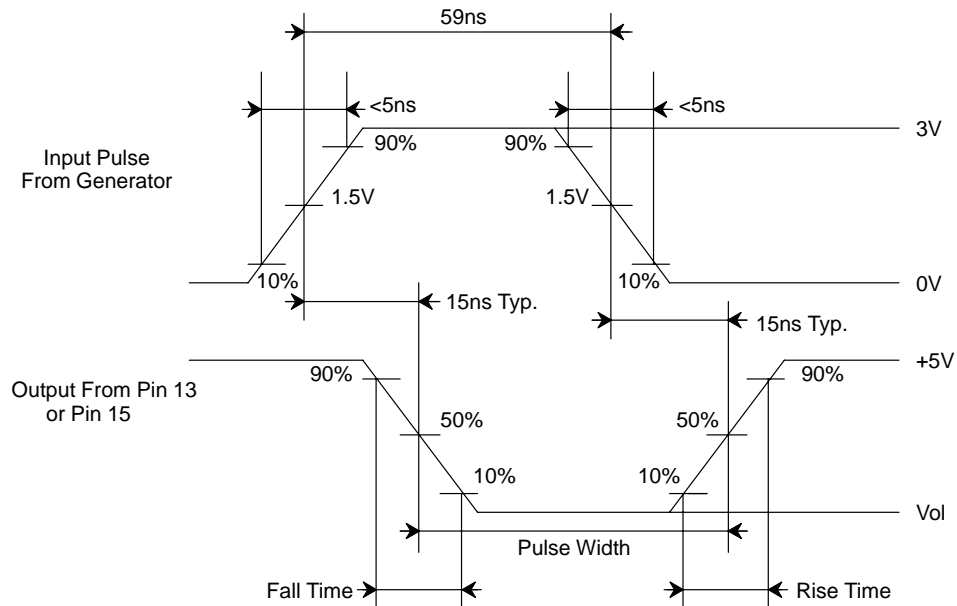 59ns
<5ns
<5ns
3V
90%
90%
Input Pulse
From Generator
1.5V
1.5V
10%
10%
0V
15ns Typ.
15ns Typ.
+5V
90%
90%
Output From Pin 13
or Pin 15
50%
50%
10%
10%
Vol
Pulse Width
Fall Time
Rise Time